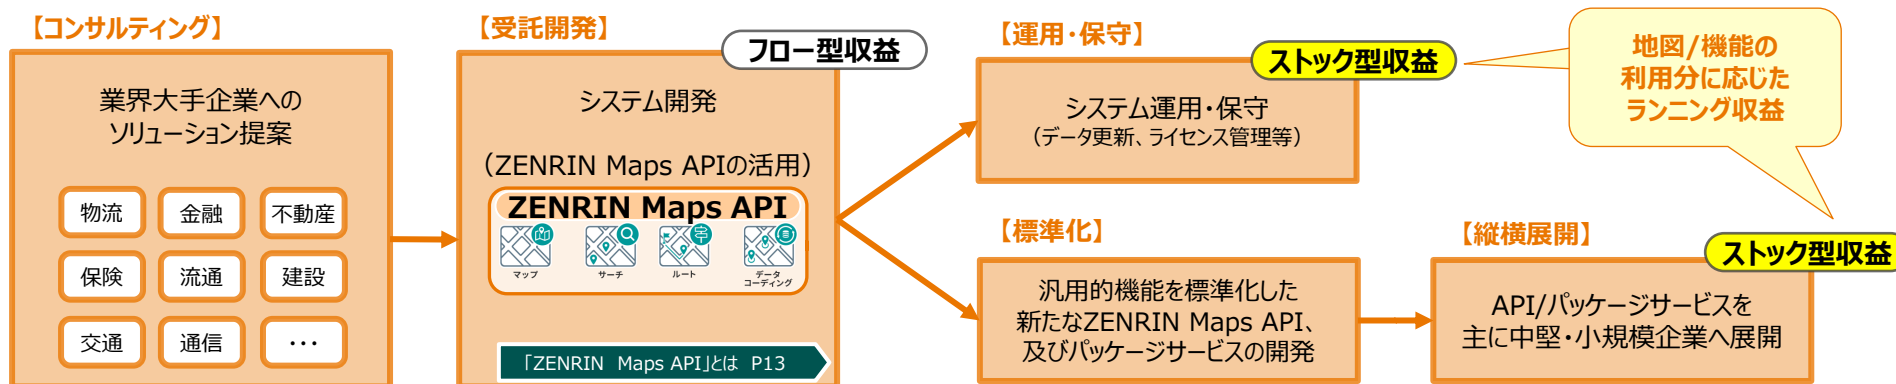 【コンサルティング】
業界大手企業への
ソリューション提案
物流
金融
不動産
保険
流通
建設
交通
通信
・・・
【受託開発】
フロー型収益
システム開発
（ZENRIN Maps APIの活用）
ZENRIN Maps API
マップ
サーチ
ルート
データ
コーディング
「ZENRIN Maps API」とは P13
【運用・保守】
ストック型収益
システム運用・保守
（データ更新、ライセンス管理等）
地図/機能の
利用分に応じた
ランニング収益
【標準化】
汎用的機能を標準化した
新たなZENRIN Maps API、
及びパッケージサービスの開発
【縦横展開】
ストック型収益
API/パッケージサービスを
主に中堅・小規模企業へ展開